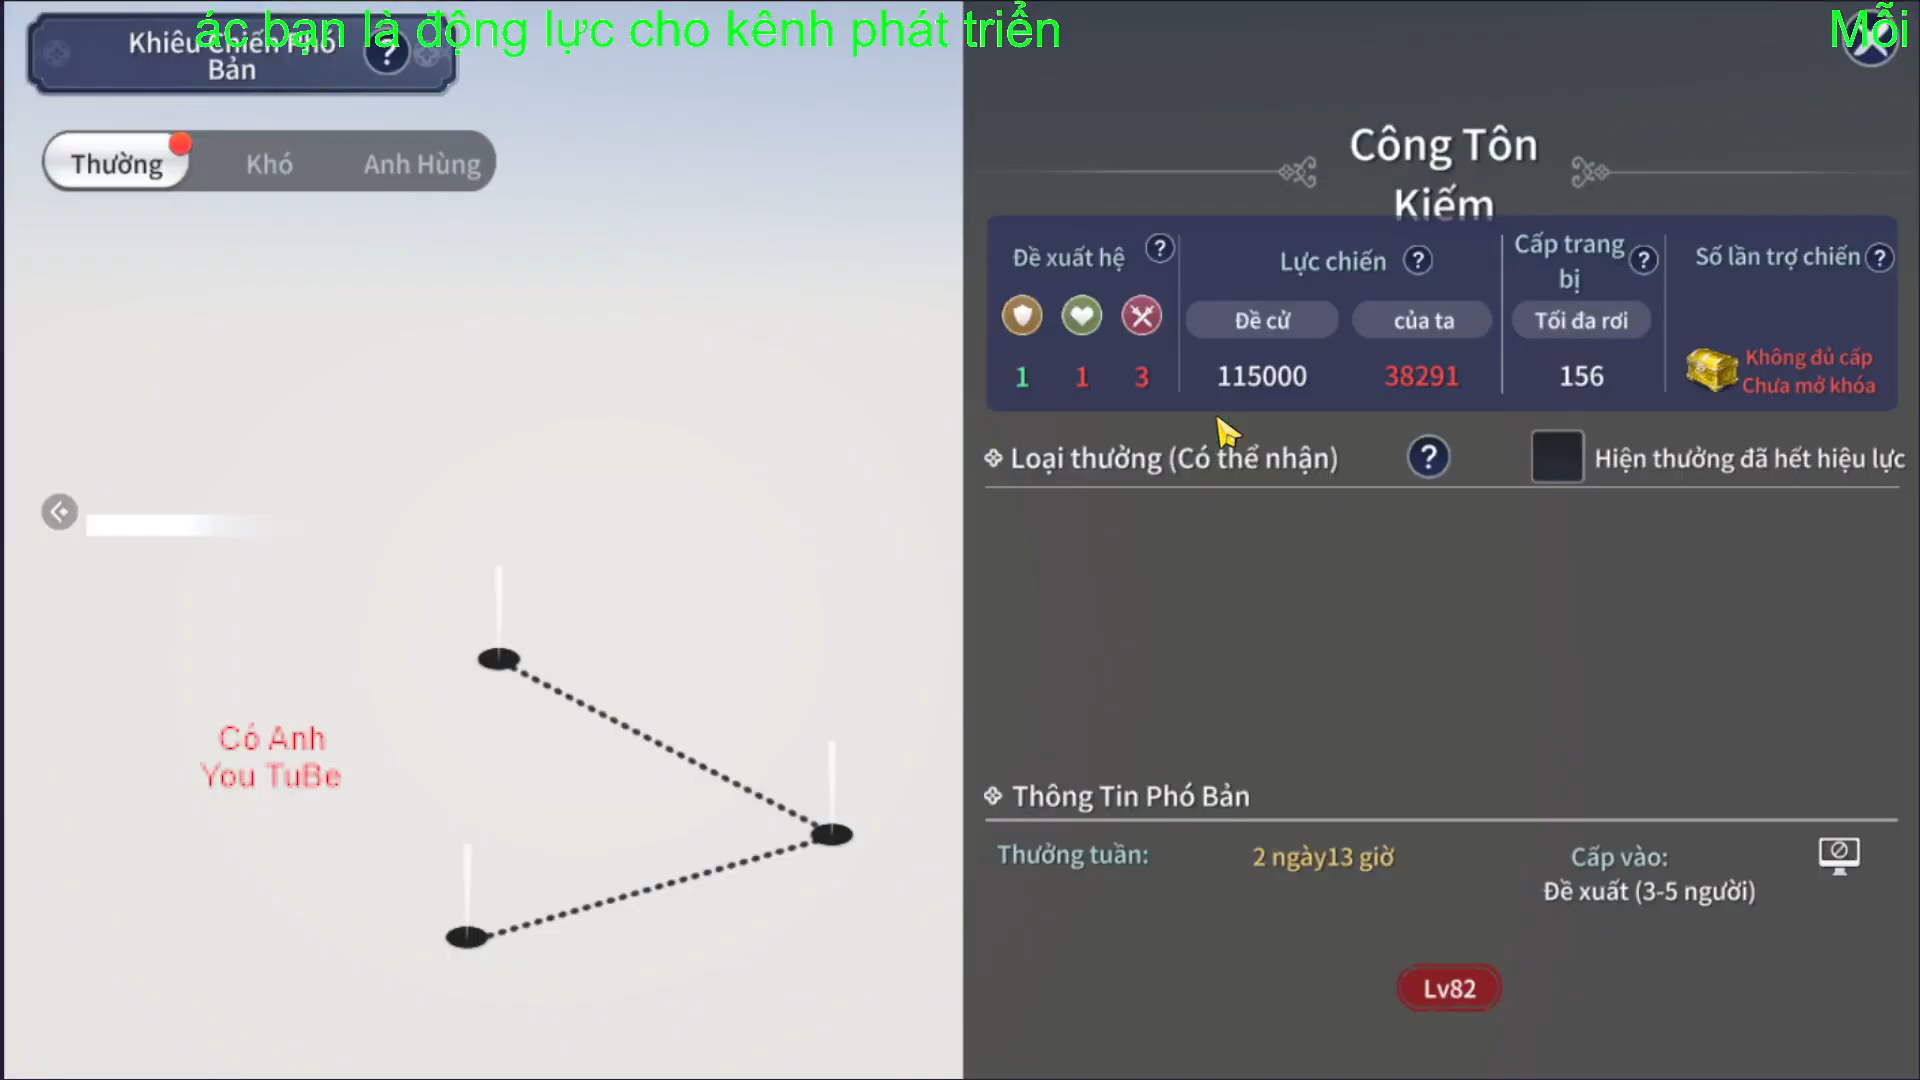 ác bạn là động lực cho kênh phát triển
Mỗi
Khiêu Chiến Phó
Bản
?
Thường
Khó
Anh Hùng
Công Tôn
Kiếm
Đề xuất hệ
?
Lực chiến
?
Cấp trang
bị
?
Số lần trợ chiến
?
Đề cử
của ta
Tối đa rơi
1
1
3
115000
38291
156
Không đủ cấp
Chưa mở khóa
Loại thưởng (Có thể nhận)
?
Hiện thưởng đã hết hiệu lực
Có Anh
You TuBe
Thông Tin Phó Bản
Thưởng tuần:
2 ngày13 giờ
Cấp vào:
Đề xuất (3-5 người)
Lv82